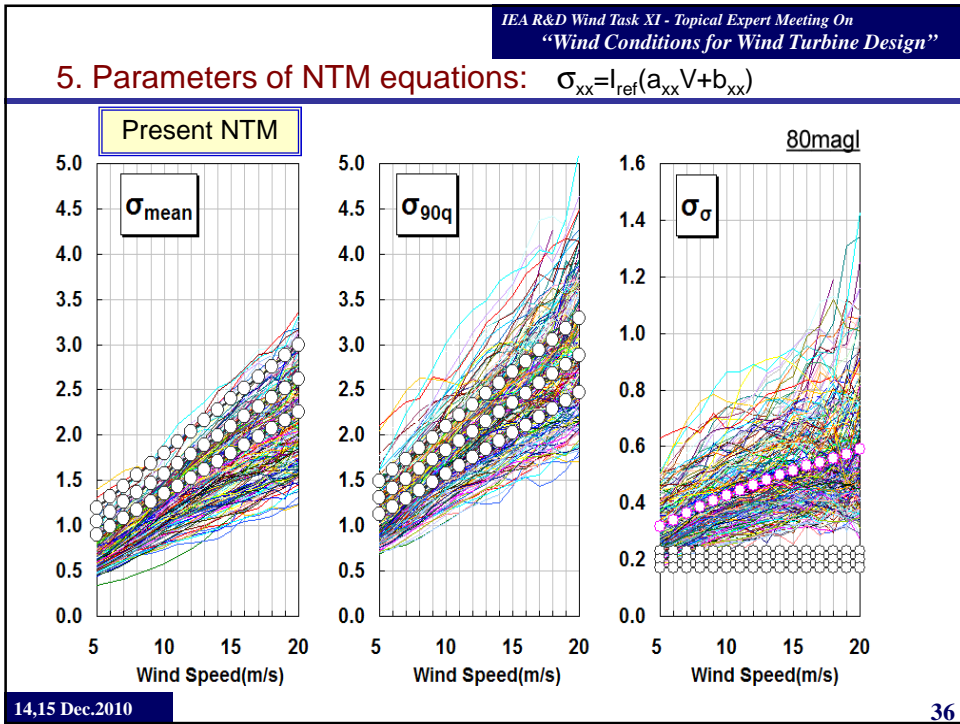 IEA R&D Wind Task XI - Topical Expert Meeting On
“Wind Conditions for Wind Turbine Design”
5. Parameters of NTM equations: σxx=Iref(axxV+bxx)
Present NTM
80magl
5.0
4.5
4.0
3.5
3.0
2.5
2.0
1.5
1.0
0.5
0.0
σmean
5 10 15 20
Wind Speed(m/s)
5.0
4.5
4.0
3.5
3.0
2.5
2.0
1.5
1.0
0.5
0.0
σ90q
5 10 15 20
Wind Speed(m/s)
1.6
1.4
1.2
1.0
0.8
0.6
0.4
0.2
0.0
σσ
5 10 15 20
Wind Speed(m/s)
14,15 Dec.2010
36